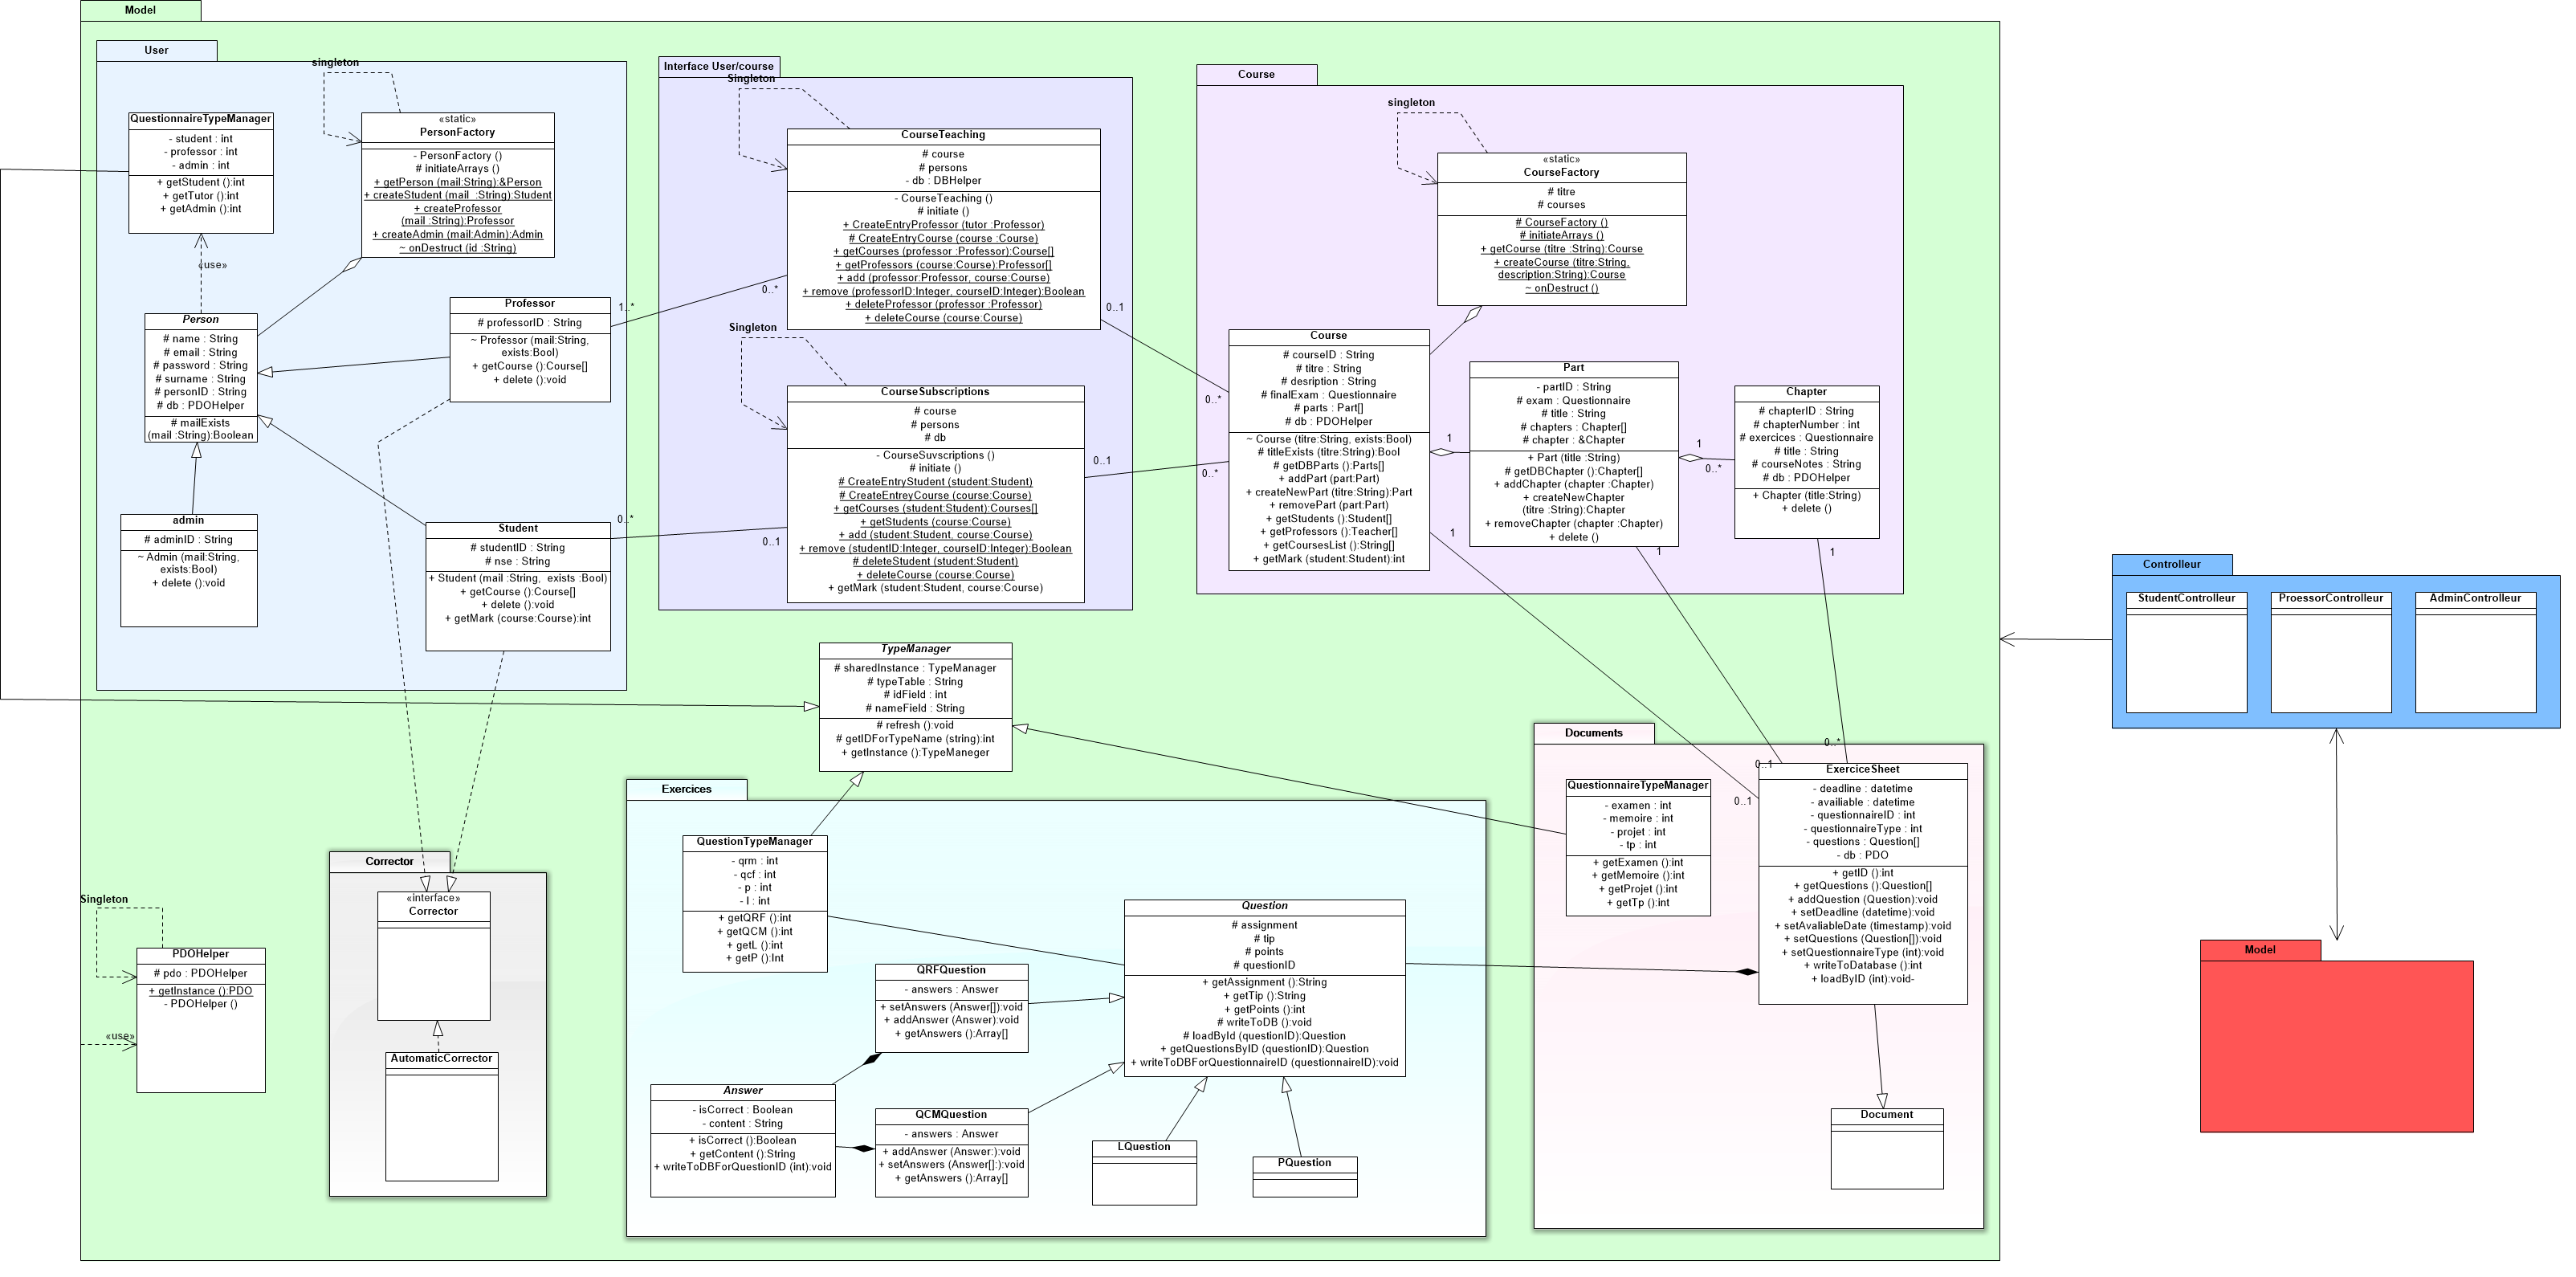 Model
User
singleton
QuestionnaireTypeManager
- student : int
- professor : int
- admin : int
+ getStudent ():int
+ getTutor ():int
+ getAdmin ():int
«static»
PersonFactory
- PersonFactory ()
# initiateArrays ()
+ getPerson (mail:String):&Person
+ createStudent (mail :String):Student
+ createProfessor
(mail :String):Professor
+ createAdmin (mail:Admin):Admin
~ onDestruct (id :String)
«use»
Person
# name : String
# email : String
# password : String
# surname : String
# personID : String
# db : PDOHelper
# mailExists
(mail :String):Boolean
Professor
# professorID : String
~ Professor (mail:String,
exists:Bool)
+ getCourse ():Course[]
+ delete ():void
1..*
admin
# adminID : String
~ Admin (mail:String,
exists:Bool)
+ delete ():void
Student
# studentID : String
# nse : String
+ Student (mail :String,  exists :Bool)
+ getCourse ():Course[]
+ delete ():void
+ getMark (course:Course):int
0..*
Interface User/course
Singleton
CourseTeaching
# course
# persons
- db : DBHelper
- CourseTeaching ()
# initiate ()
+ CreateEntryProfessor (tutor :Professor)
# CreateEntryCourse (course :Course)
+ getCourses (professor :Professor):Course[]
+ getProfessors (course:Course):Professor[]
+ add (professor:Professor, course:Course)
+ remove (professorID:Integer, courseID:Integer):Boolean
+ deleteProfessor (professor :Professor)
+ deleteCourse (course:Course)
0..*
0..1
Singleton
CourseSubscriptions
# course
# persons
# db
- CourseSuvscriptions ()
# initiate ()
# CreateEntryStudent (student:Student)
# CreateEntreyCourse (course:Course)
+ getCourses (student:Student):Courses[]
+ getStudents (course:Course)
+ add (student:Student, course:Course)
+ remove (studentID:Integer, courseID:Integer):Boolean
# deleteStudent (student:Student)
+ deleteCourse (course:Course)
+ getMark (student:Student, course:Course)
0..1
0..1
Course
singleton
«static»
CourseFactory
# titre
# courses
# CourseFactory ()
# initiateArrays ()
+ getCourse (titre :String):Course
+ createCourse (titre:String,
description:String):Course
~ onDestruct ()
Course
# courseID : String
# titre : String
# desription : String
# finalExam : Questionnaire
# parts : Part[]
# db : PDOHelper
~ Course (titre:String, exists:Bool)
# titleExists (titre:String):Bool
# getDBParts ():Parts[]
+ addPart (part:Part)
+ createNewPart (titre:String):Part
+ removePart (part:Part)
+ getStudents ():Student[]
+ getProfessors ():Teacher[]
+ getCoursesList ():String[]
+ getMark (student:Student):int
0..*
0..*
1
1
Part
- partID : String
# exam : Questionnaire
# title : String
# chapters : Chapter[]
# chapter : &Chapter
+ Part (title :String)
# getDBChapter ():Chapter[]
+ addChapter (chapter :Chapter)
+ createNewChapter
(titre :String):Chapter
+ removeChapter (chapter :Chapter)
+ delete ()
1
0..*
1
Chapter
# chapterID : String
# chapterNumber : int
# exercices : Questionnaire
# title : String
# courseNotes : String
# db : PDOHelper
+ Chapter (title:String)
+ delete ()
1
TypeManager
# sharedInstance : TypeManager
# typeTable : String
# idField : int
# nameField : String
# refresh ():void
# getIDForTypeName (string):int
+ getInstance ():TypeManeger
Controlleur
StudentControlleur
ProessorControlleur
AdminControlleur
Documents
QuestionnaireTypeManager
- examen : int
- memoire : int
- projet : int
- tp : int
+ getExamen ():int
+ getMemoire ():int
+ getProjet ():int
+ getTp ():int
0..*
0..1
0..1
ExerciceSheet
- deadline : datetime
- availiable : datetime
- questionnaireID : int
- questionnaireType : int
- questions : Question[]
- db : PDO
+ getID ():int
+ getQuestions ():Question[]
+ addQuestion (Question):void
+ setDeadline (datetime):void
+ setAvaliableDate (timestamp):void
+ setQuestions (Question[]):void
+ setQuestionnaireType (int):void
+ writeToDatabase ():int
+ loadByID (int):void-
Document
Exercices
QuestionTypeManager
- qrm : int
- qcf : int
- p : int
- l : int
+ getQRF ():int
+ getQCM ():int
+ getL ():int
+ getP ():Int
Question
# assignment
# tip
# points
# questionID
+ getAssignment ():String
+ getTip ():String
+ getPoints ():int
# writeToDB ():void
# loadById (questionID):Question
+ getQuestionsByID (questionID):Question
+ writeToDBForQuestionnaireID (questionnaireID):void
QRFQuestion
- answers : Answer
+ setAnswers (Answer[]):void
+ addAnswer (Answer):void
+ getAnswers ():Array[]
Answer
- isCorrect : Boolean
- content : String
+ isCorrect ():Boolean
+ getContent ():String
+ writeToDBForQuestionID (int):void
QCMQuestion
- answers : Answer
+ addAnswer (Answer:):void
+ setAnswers (Answer[]:):void
+ getAnswers ():Array[]
LQuestion
PQuestion
Corrector
«interface»
Corrector
AutomaticCorrector
Singleton
PDOHelper
# pdo : PDOHelper
+ getInstance ():PDO
- PDOHelper ()
«use»
Model